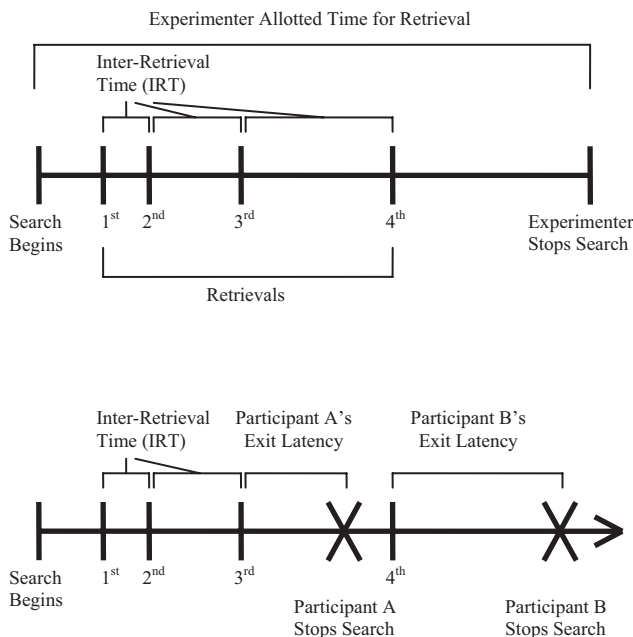 Experimenter Allotted Time for Retrieval
Inter-Retrieval
Time (IRT)
Search
Begins
1st
2nd
3rd
4th
Experimenter
Stops Search
Retrievals
Inter-Retrieval
Time (IRT)
Participant A's
Exit Latency
Participant B's
Exit Latency
Search
Begins
1st
2nd
3rd
4th
Participant A
Stops Search
Participant B
Stops Search